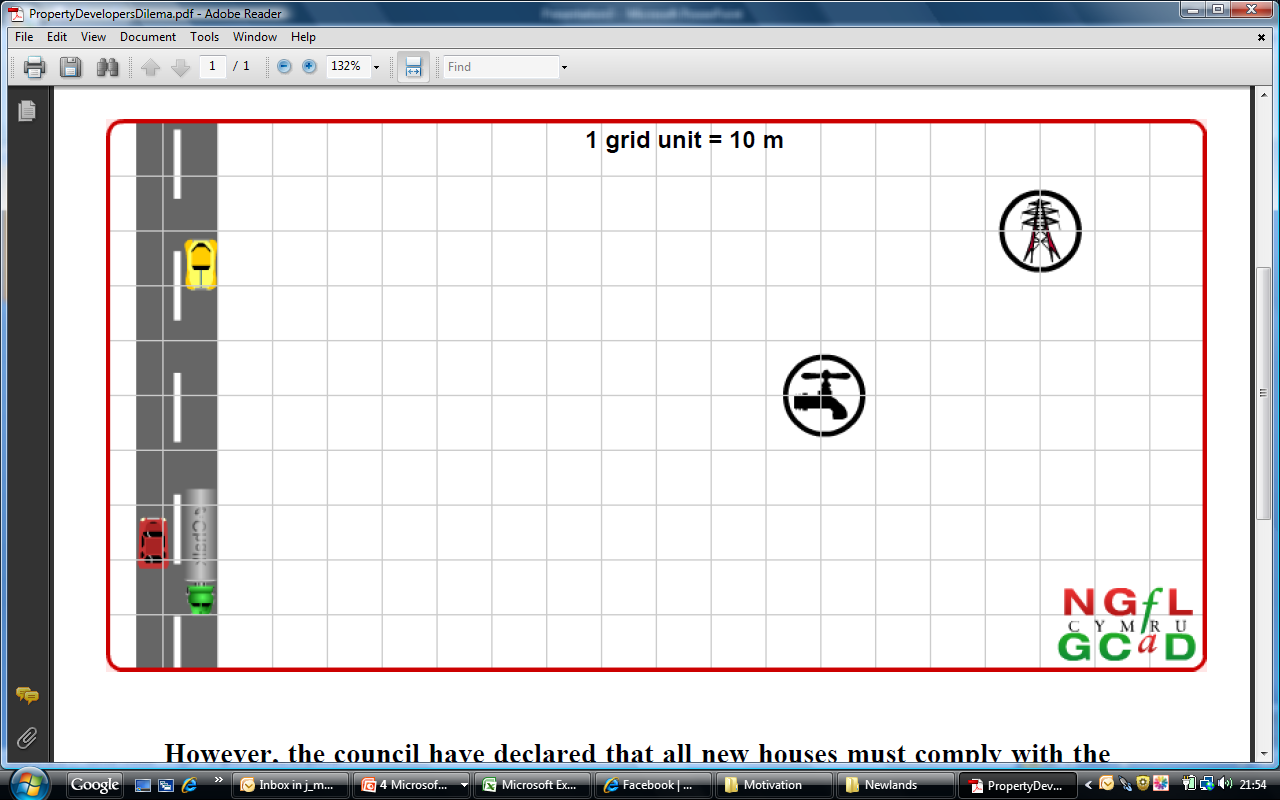 PropertyDevelopersDilema.pdf - Adobe Reader
File Edit View Document Tools Window Help
1 / 1 132% Find
1 grid unit = 10 m
NGfL
CYMRU
GCaD
However, the council have declared that all new houses must comply with the
Google » Inbox in j_m... 4 Microsof... Microsoft Ex... Facebook | ... Motivation Newlands PropertyDev... < 21:54